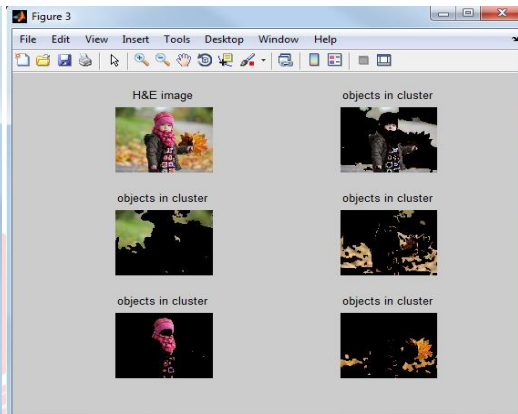 Figure 3
File Edit View Insert Tools Desktop Window Help
H&E image
objects in cluster
objects in cluster
objects in cluster
objects in cluster
objects in cluster